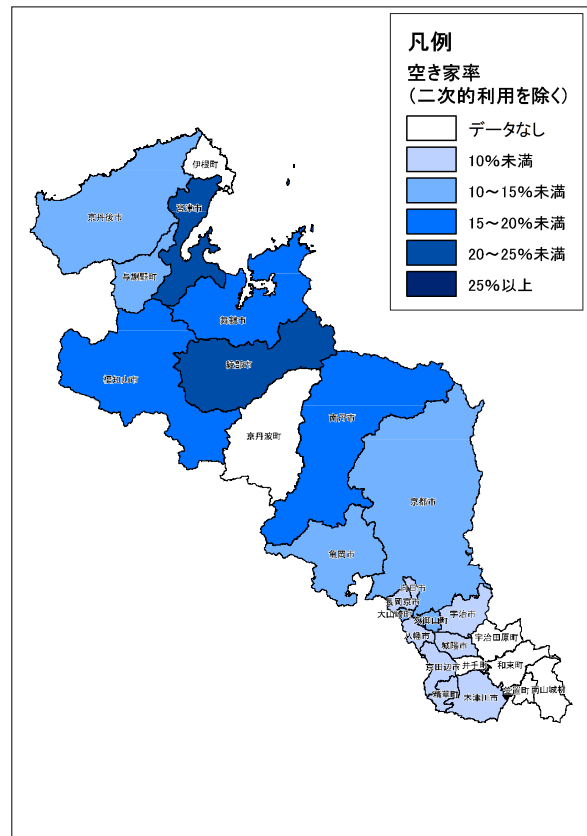 凡例
空き家率
(二次的利用を除く)
データなし
10%未満
10～15%未満
15～20%未満
20～25%未満
25%以上
伊根町
京丹後市
宮津市
与謝野町
舞鶴市
綾部市
福知山市
南丹市
京丹波町
京都市
亀岡市
向日市
長岡京市
大山崎町
宇治市
久御山町
宇治田原町
八幡市
城陽市
京田辺市
井手町
和束町
精華町
木津川市
笠置町
南山城村